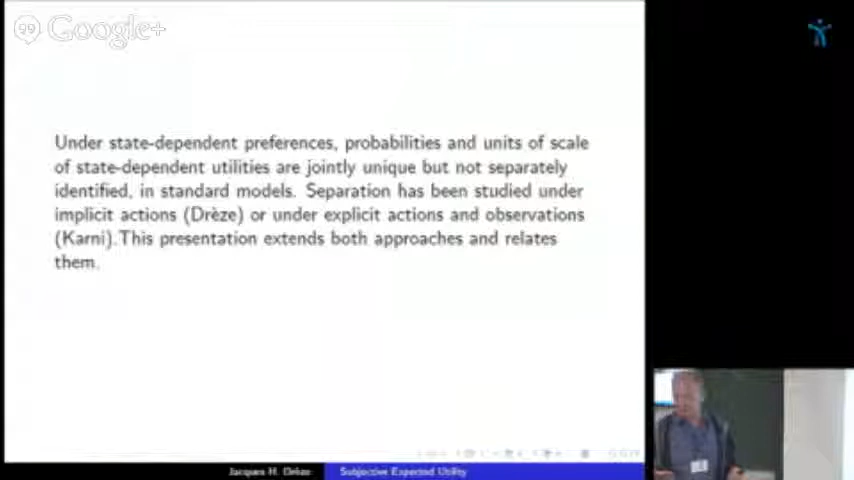 Google+
Under state-dependent preferences, probabilities and units of scale
of state-dependent utilities are jointly unique but not separately
identified, in standard models. Separation has been studied under
implicit actions (Drèze) or under explicit actions and observations
(Karni).This presentation extends both approaches and relates
them.
Jacques H. Drèze
Subjective Expected Utility